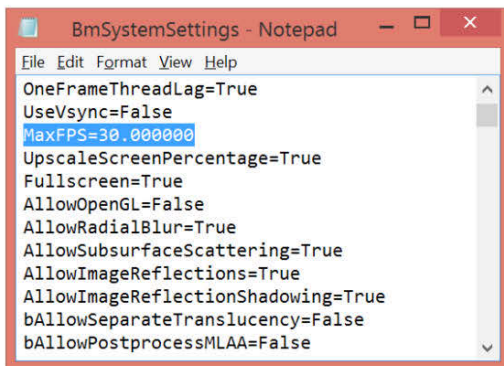 BmSystemSettings - Notepad
File Edit Format View Help
OneFrameThreadLag=True
UseVsync=False
MaxFPS=30.000000
UpscaleScreenPercentage=True
Fullscreen=True
AllowOpenGL=False
AllowRadialBlur=True
AllowSubsurfaceScattering=True
AllowImageReflections=True
AllowImageReflectionShadowing=True
bAllowSeparateTranslucency=False
bAllowPostprocessMLAA=False